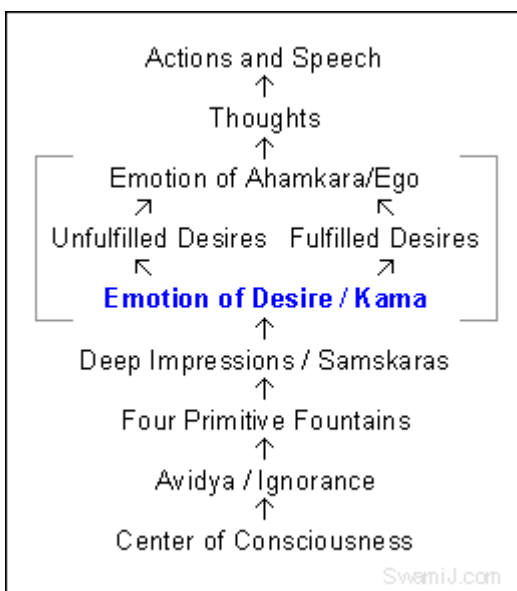 Actions and Speech
↑
Thoughts
↑
Emotion of Ahamkara/Ego
↗ ↖
Unfulfilled Desires Fulfilled Desires
↖ ↗
Emotion of Desire / Kama
↑
Deep Impressions / Samskaras
↑
Four Primitive Fountains
↑
Avidya / Ignorance
↑
Center of Consciousness
SwamiJ.com